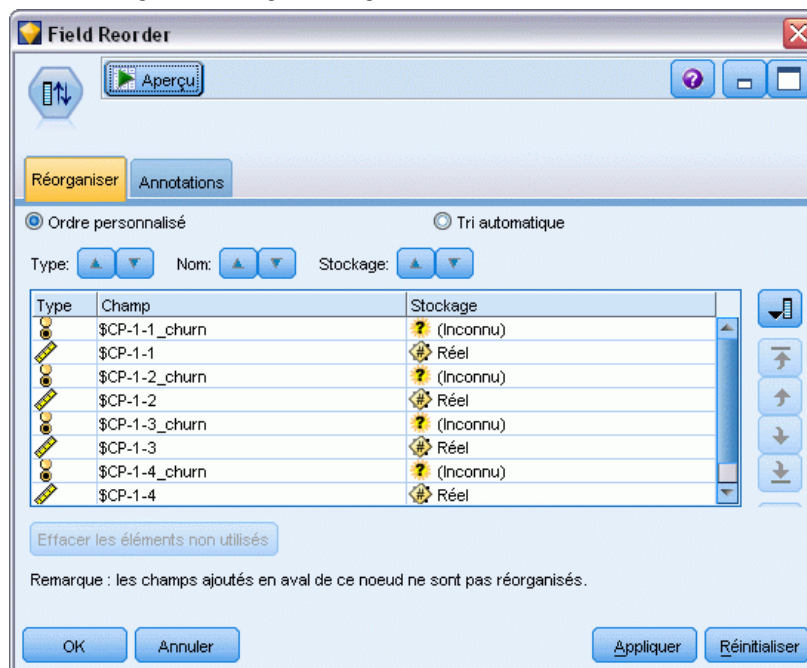 Field Reorder
Aperçu
Réorganiser Annotations
Ordre personnalisé Tri automatique
Type: Nom: Stockage:
Type Champ Stockage
$CP-1-1_churn (Inconnu)
$CP-1-1 Réel
$CP-1-2_churn (Inconnu)
$CP-1-2 Réel
$CP-1-3_churn (Inconnu)
$CP-1-3 Réel
$CP-1-4_churn (Inconnu)
$CP-1-4 Réel
Effacer les éléments non utilisés
Remarque : les champs ajoutés en aval de ce noeud ne sont pas réorganisés.
OK Annuler Appliquer Réinitialiser